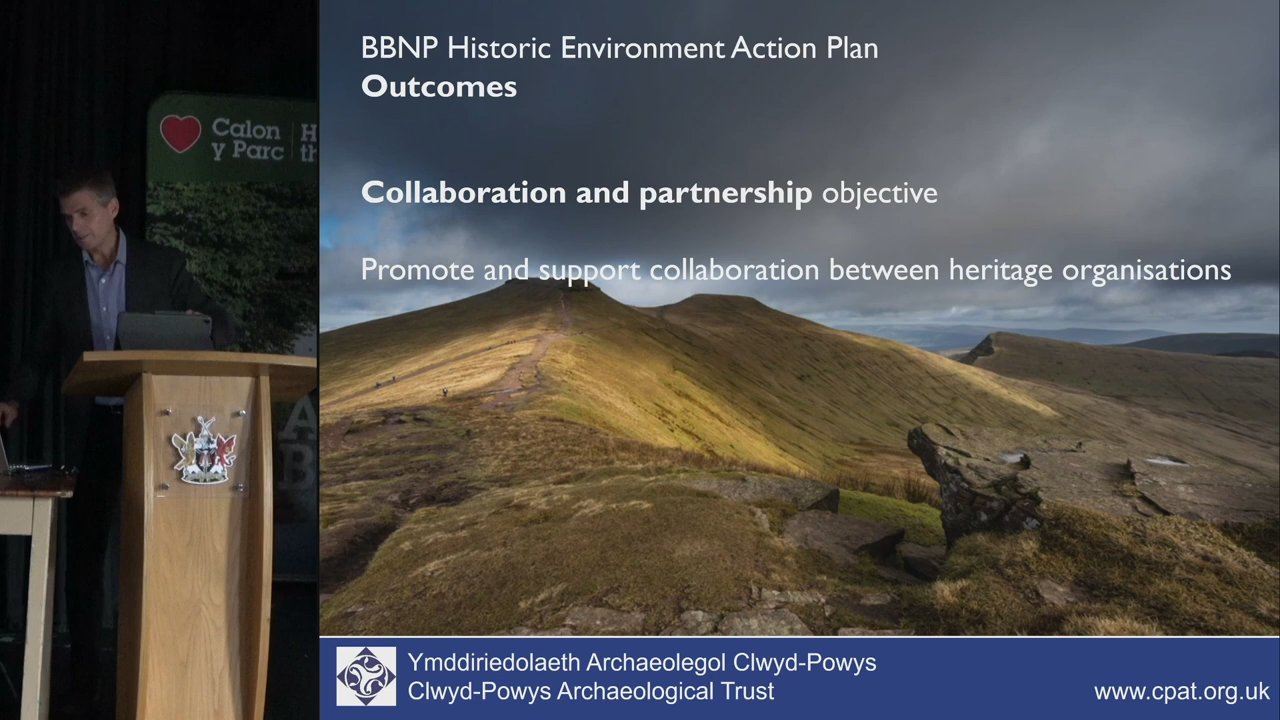 Calon
y Parc
BBNP Historic Environment Action Plan
Outcomes
Collaboration and partnership objective
Promote and support collaboration between heritage organisations
Ymddiriedolaeth Archaeolegol Clwyd-Powys
Clwyd-Powys Archaeological Trust
www.cpat.org.uk